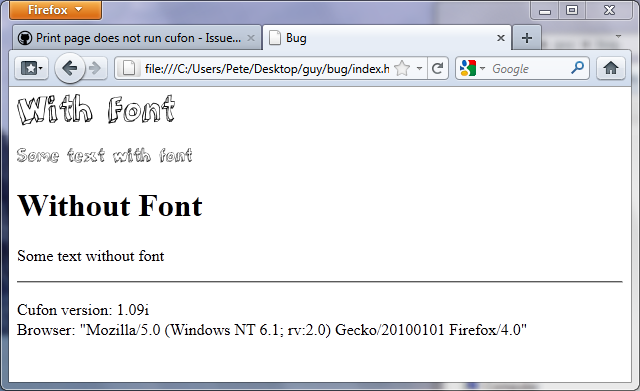 Firefox
Print page does not run cufon - Issue...
Bug
file:///C:/Users/Pete/Desktop/guy/bug/index.h
Google
With Font
Some text with font
Without Font
Some text without font
Cufon version: 1.09i
Browser: "Mozilla/5.0 (Windows NT 6.1; rv:2.0) Gecko/20100101 Firefox/4.0"